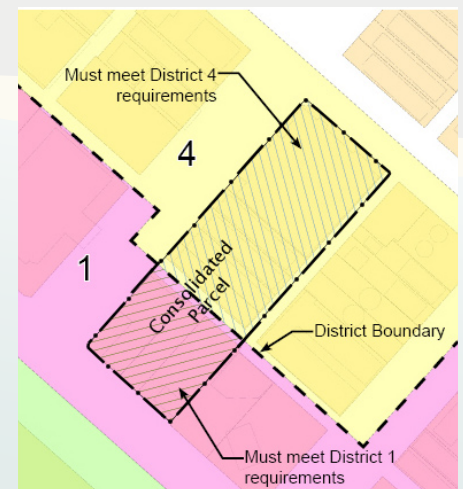 Must meet District 4
requirements
4
Consolidated
Parcel
1
District Boundary
Must meet District 1
requirements